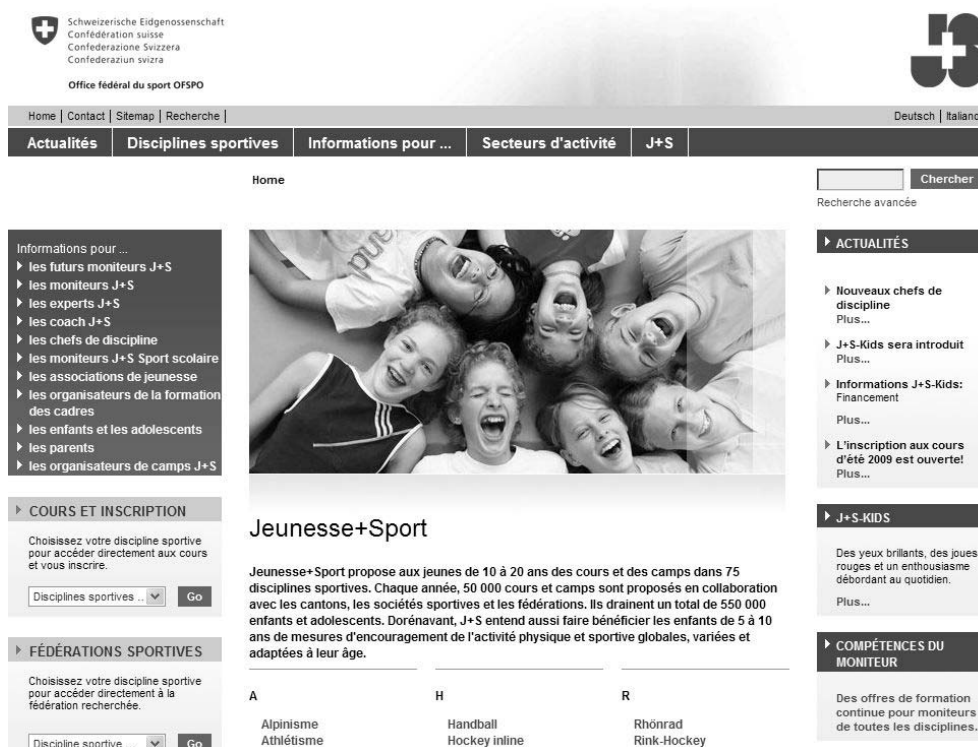 Schweizerische Eidgenossenschaft
Confédération suisse
Confederazione Svizzera
Confederaziun svizra
Office fédéral du sport OFSPO
Home | Contact | Sitemap | Recherche |
Deutsch | Italiano
Actualités
Disciplines sportives
Informations pour ...
Secteurs d'activité
J+S
Home
Chercher
Recherche avancée
Informations pour ...
les futurs moniteurs J+S
les moniteurs J+S
les experts J+S
les coach J+S
les chefs de discipline
les moniteurs J+S Sport scolaire
les associations de jeunesse
les organisateurs de la formation
des cadres
les enfants et les adolescents
les parents
les organisateurs de camps J+S
COURS ET INSCRIPTION
Choisissez votre discipline sportive
pour accéder directement aux cours
et vous inscrire.
Disciplines sportives ..
Go
FÉDÉRATIONS SPORTIVES
Choisissez votre discipline sportive
pour accéder directement à la
fédération recherchée.
Discipline sportive ...
Go
Jeunesse+Sport
Jeunesse+Sport propose aux jeunes de 10 à 20 ans des cours et des camps dans 75
disciplines sportives. Chaque année, 50 000 cours et camps sont proposés en collaboration
avec les cantons, les sociétés sportives et les fédérations. Ils drainent un total de 550 000
enfants et adolescents. Dorénavant, J+S entend aussi faire bénéficier les enfants de 5 à 10
ans de mesures d'encouragement de l'activité physique et sportive globales, variées et
adaptées à leur âge.
A
Alpinisme
Athlétisme
H
Handball
Hockey inline
R
Rhönrad
Rink-Hockey
ACTUALITÉS
Nouveaux chefs de
discipline
Plus...
J+S-Kids sera introduit
Plus...
Informations J+S-Kids:
Financement
Plus...
L'inscription aux cours
d'été 2009 est ouverte!
Plus...
J+S-KIDS
Des yeux brillants, des joues
rouges et un enthousiasme
débordant au quotidien.
Plus...
COMPÉTENCES DU
MONITEUR
Des offres de formation
continue pour moniteurs
de toutes les disciplines.